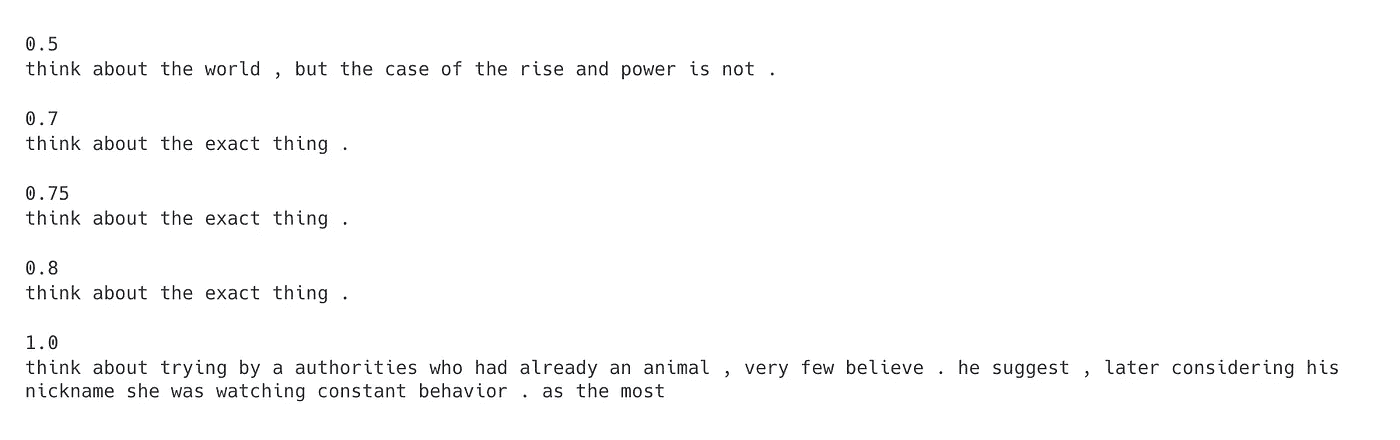 0.5
think about the world , but the case of the rise and power is not .
0.7
think about the exact thing .
0.75
think about the exact thing .
0.8
think about the exact thing .
1.0
think about trying by a authorities who had already an animal , very few believe . he suggest , later considering his
nickname she was watching constant behavior . as the most